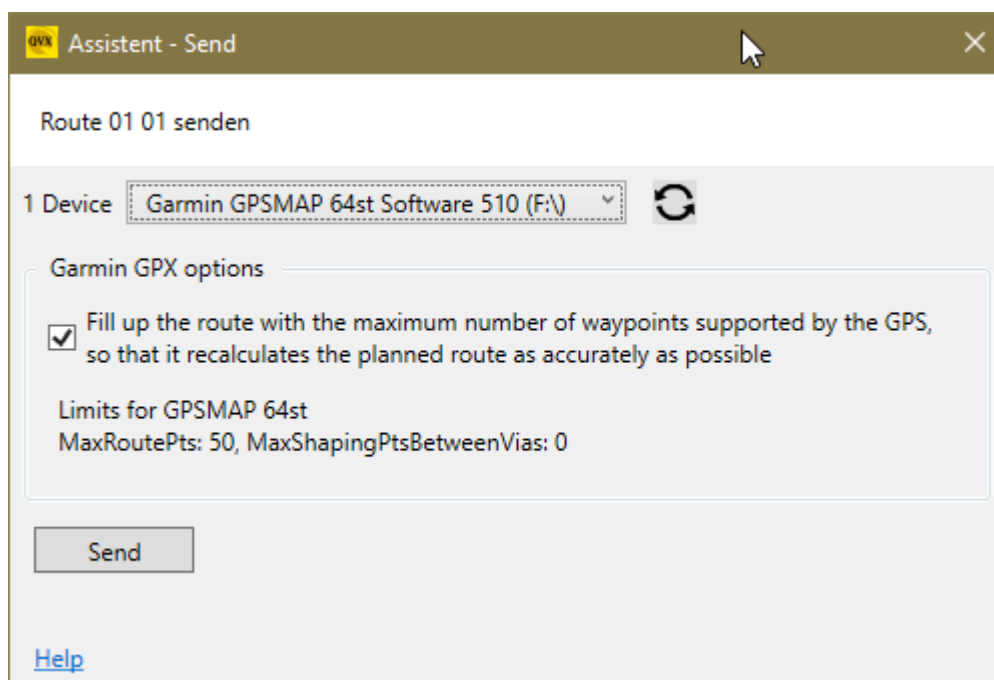 QVX Assistent - Send
Route 01 01 senden
1 Device Garmin GPSMAP 64st Software 510 (F:\)
Garmin GPX options
Fill up the route with the maximum number of waypoints supported by the GPS,
so that it recalculates the planned route as accurately as possible
Limits for GPSMAP 64st
MaxRoutePts: 50, MaxShapingPtsBetweenVias: 0
Send
Help